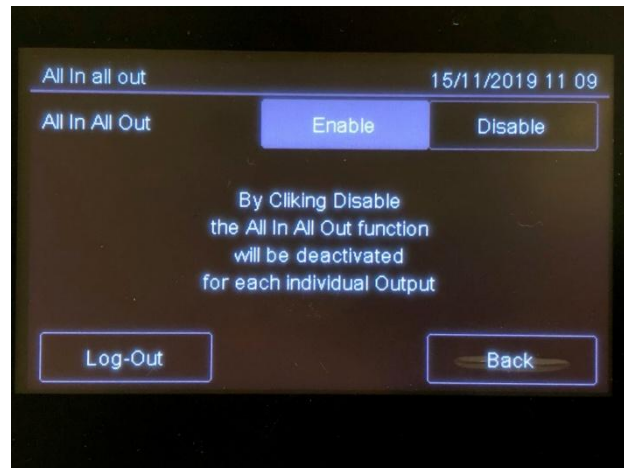 All In all out 15/11/2019 11 09
All In All Out Enable Disable
By Cliking Disable
the All In All Out function
will be deactivated
for each individual Output
Log-Out Back